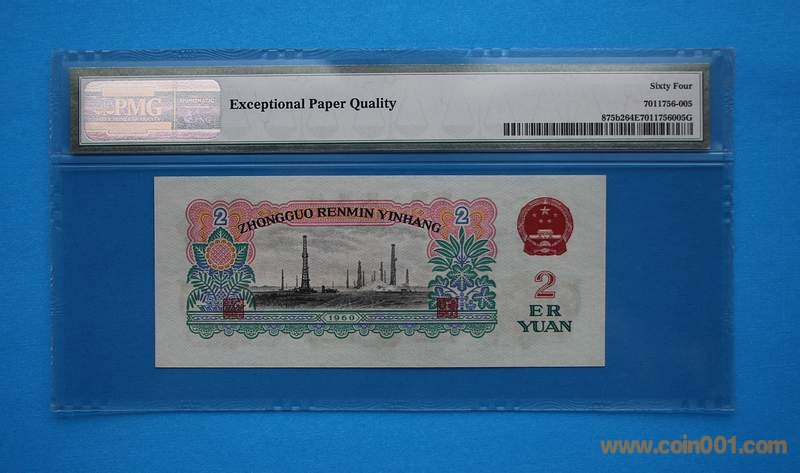 PMG
Exceptional Paper Quality
Sixty Four
7011756-005
875b264E7011756005G
2
ZHONGGUO RENMIN YINHANG
2
1960
2
ER
YUAN
www.coin001.com